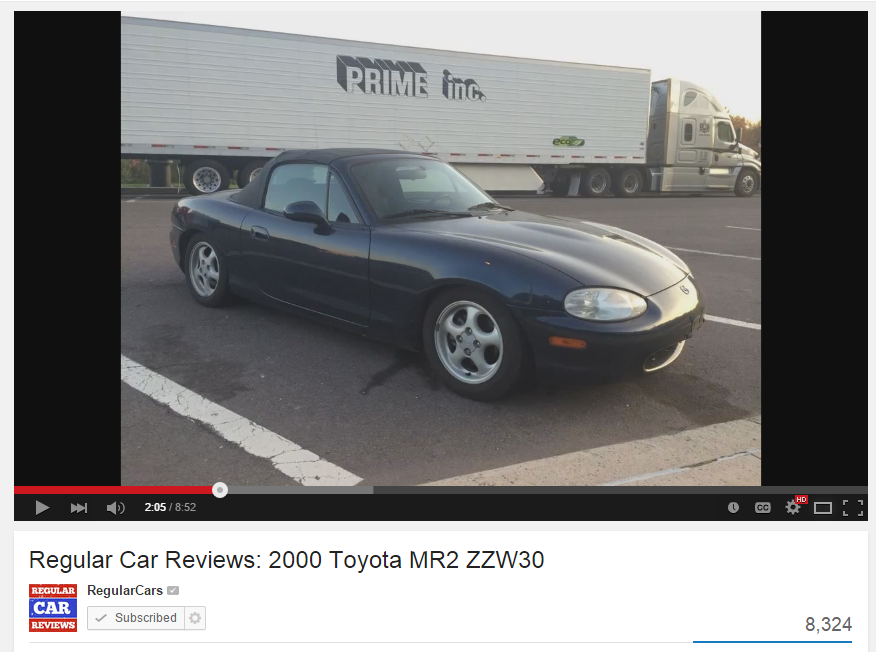 PRIME inc.
eco
2:05 / 8:52
CC
HD
Regular Car Reviews: 2000 Toyota MR2 ZZW30
REGULAR
CAR
REVIEWS
RegularCars
Subscribed
8,324